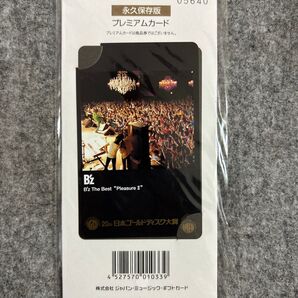 05640
永久保存版
プレミアムカード
プレミアムカードは商品券ではございません。
B'z
B'z The Best "Pleasure Ⅱ"
20th 日本ゴールドディスク大賞
4 527570 010339
株式会社 ジャパン・ミュージック・ギフトカード